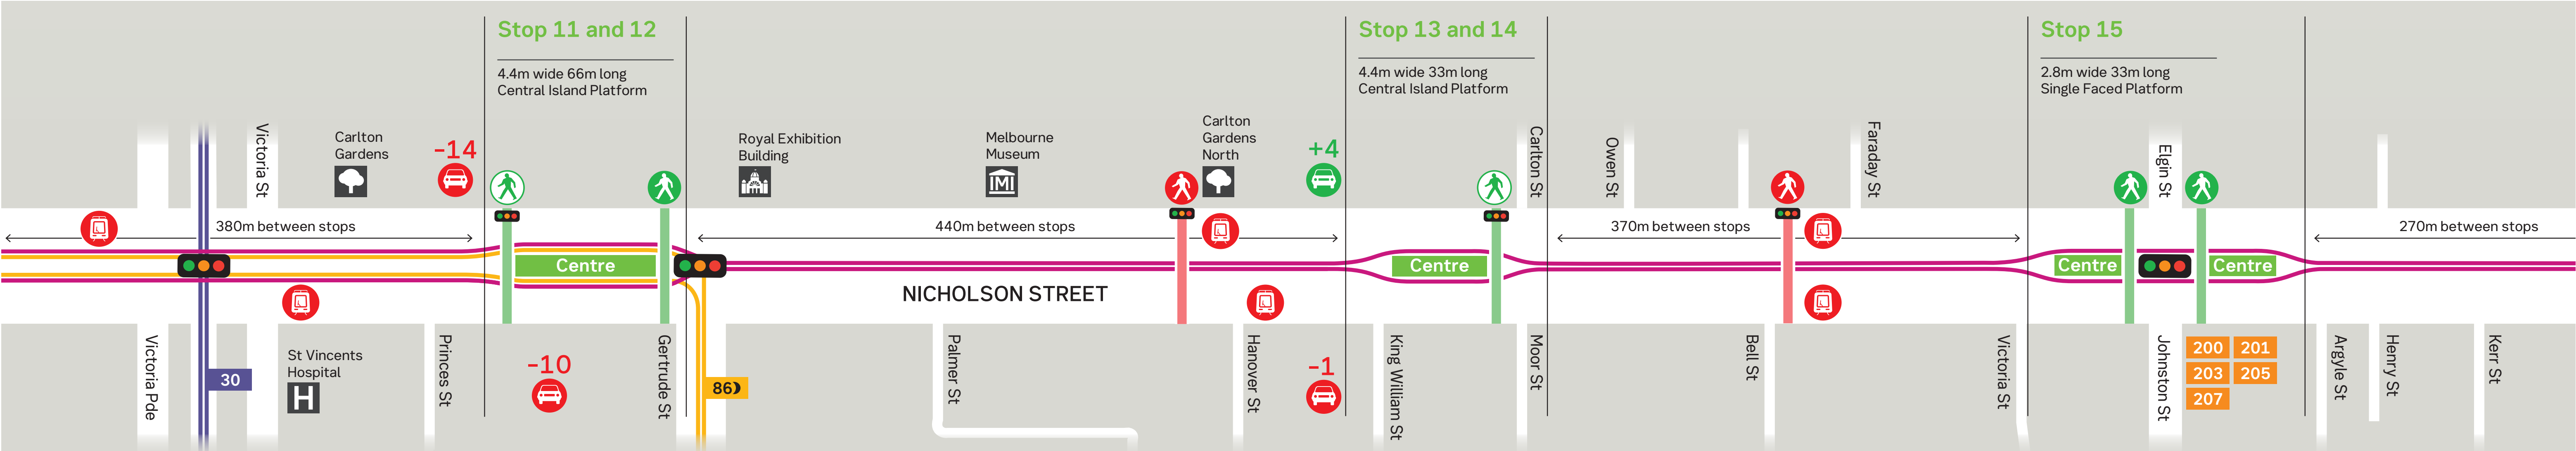 Stop 11 and 12
4.4m wide 66m long
Central Island Platform
Stop 13 and 14
4.4m wide 33m long
Central Island Platform
Stop 15
2.8m wide 33m long
Single Faced Platform
Victoria St
Carlton
Gardens
-14
Royal Exhibition
Building
Melbourne
Museum
Carlton
Gardens
North
+4
Carlton St
Owen St
Faraday St
Elgin St
380m between stops
440m between stops
370m between stops
270m between stops
Centre
Centre
Centre
Centre
NICHOLSON STREET
Victoria Pde
30
St Vincents
Hospital
H
Princes St
-10
Gertrude St
86
Palmer St
Hanover St
-1
King William St
Moor St
Bell St
Victoria St
Johnston St
200
201
203
205
207
Argyle St
Henry St
Kerr St